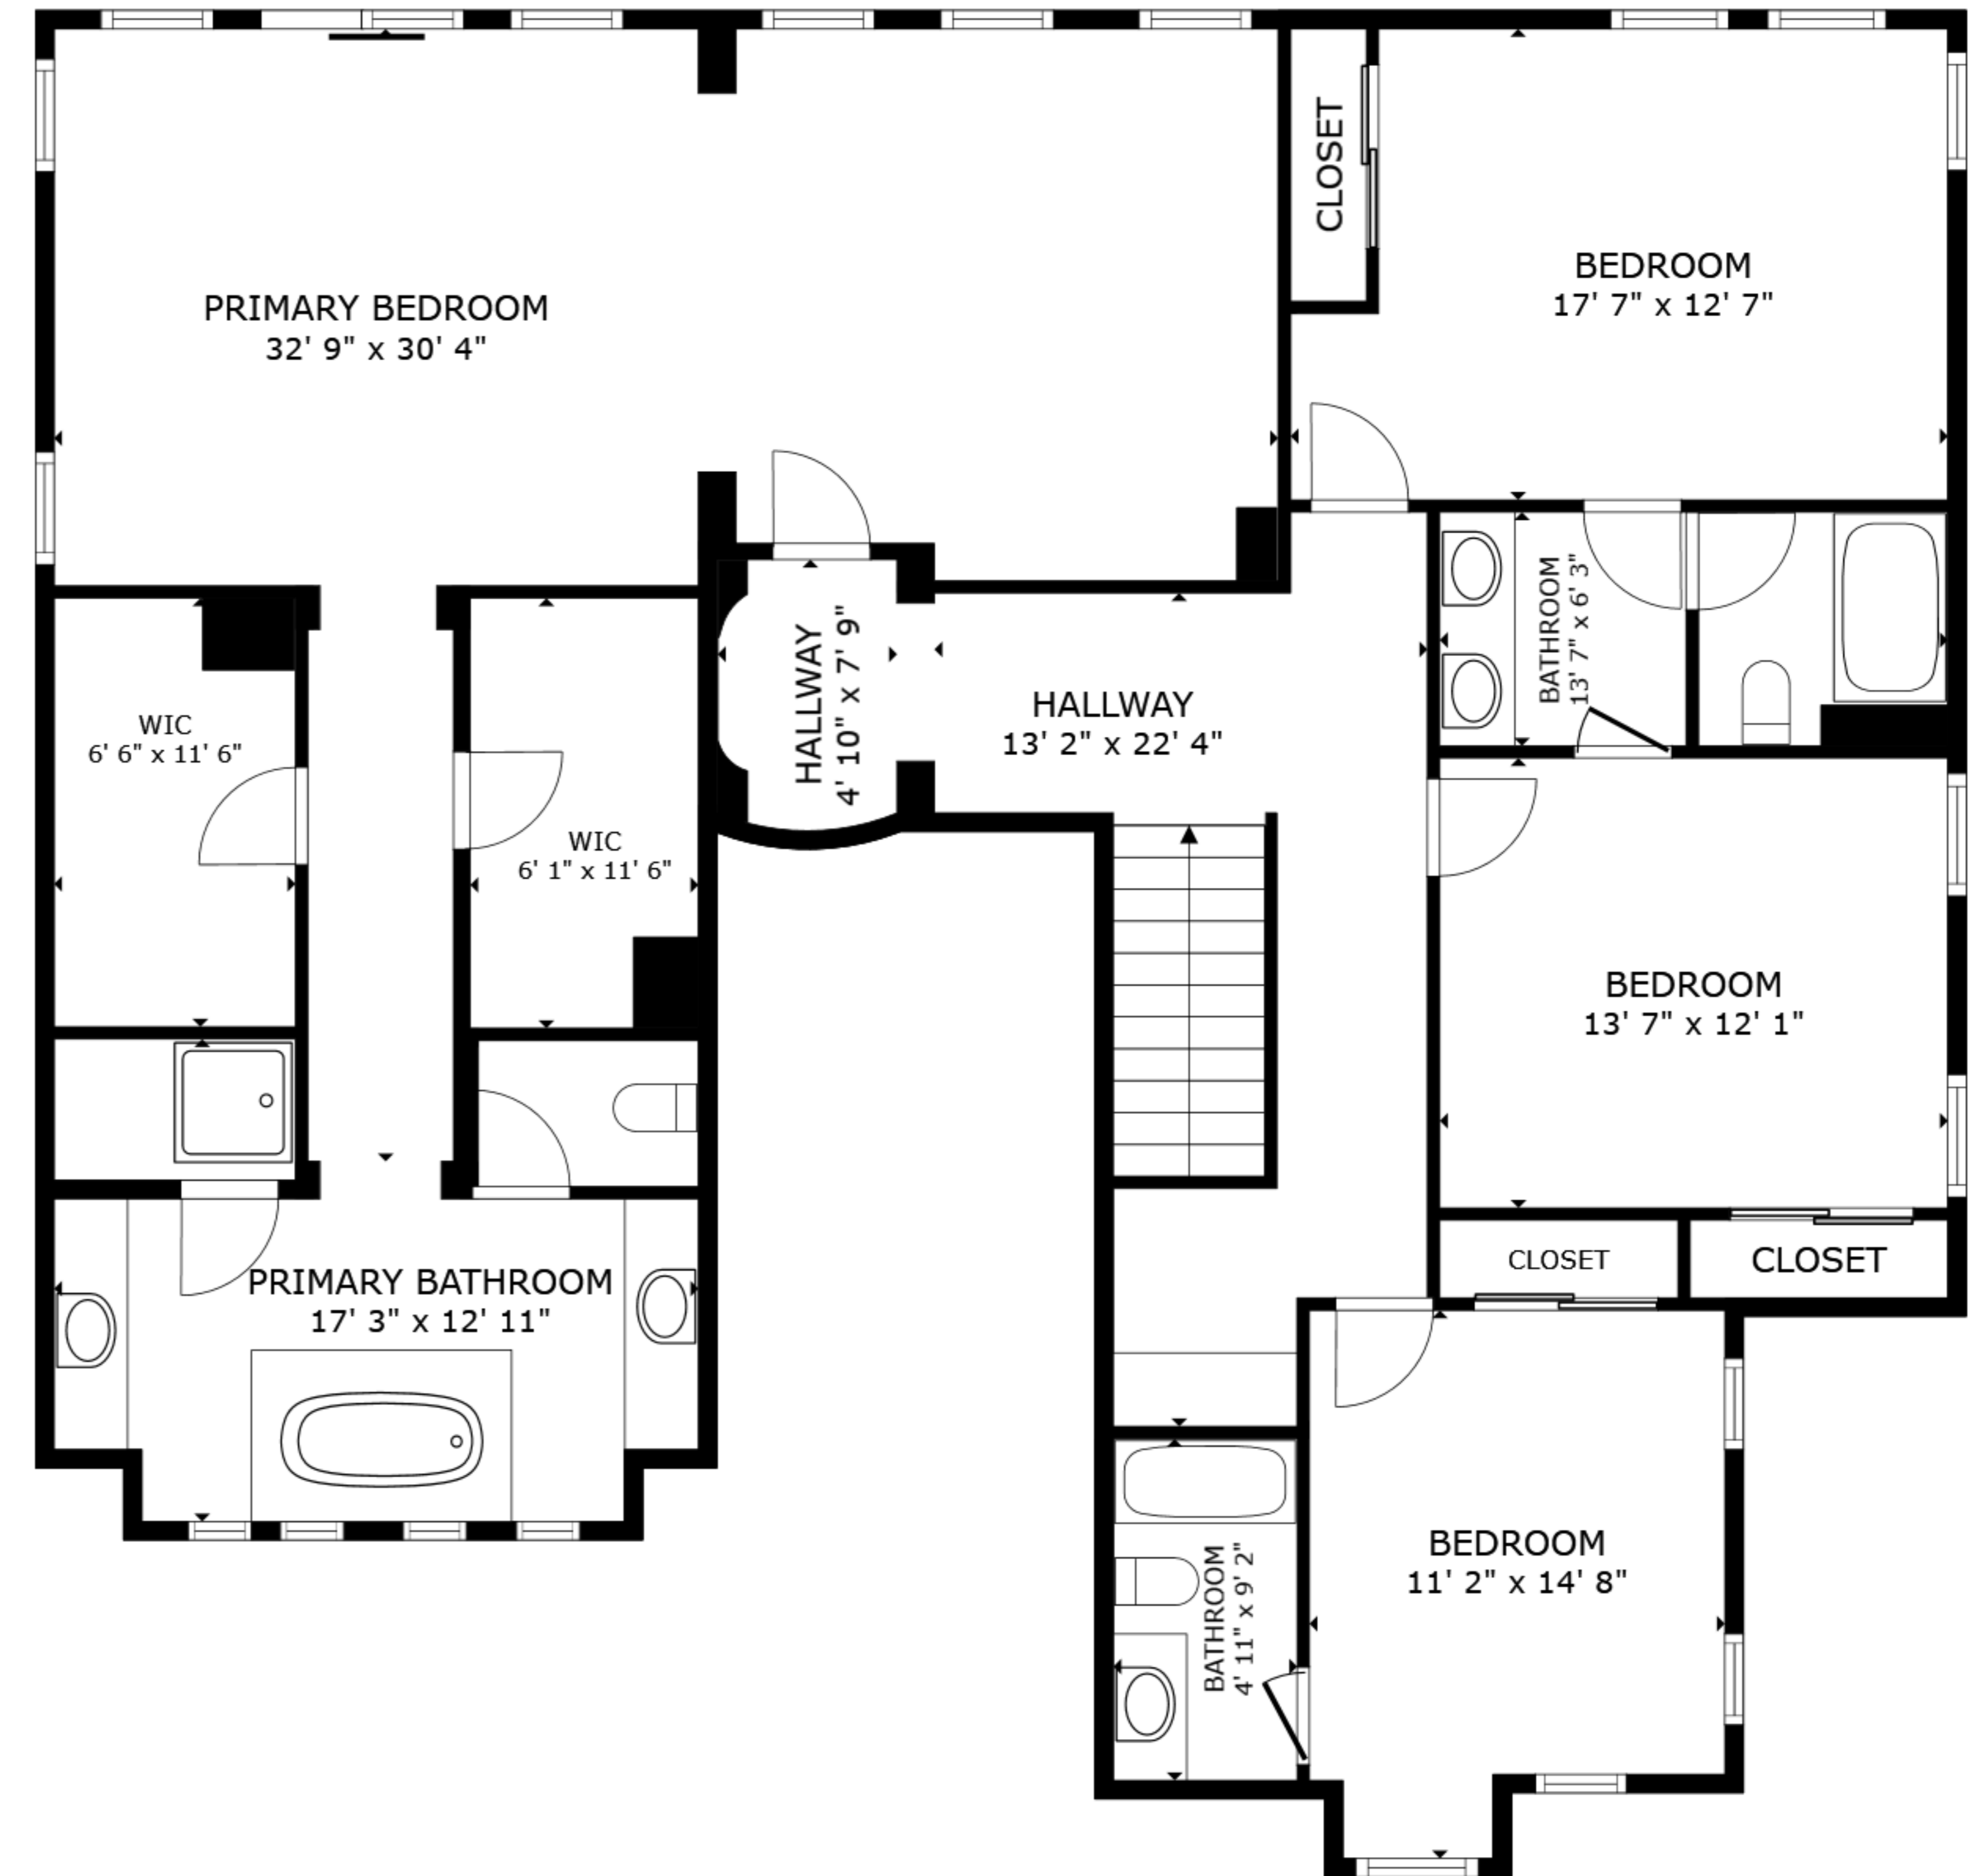 CLOSET
BEDROOM
17' 7" x 12' 7"
PRIMARY BEDROOM
32' 9" x 30' 4"
BATHROOM
13' 7" x 6' 3"
HALLWAY
4' 10" x 7' 9"
HALLWAY
13' 2" x 22' 4"
WIC
6' 6" x 11' 6"
WIC
6' 1" x 11' 6"
BEDROOM
13' 7" x 12' 1"
CLOSET
CLOSET
PRIMARY BATHROOM
17' 3" x 12' 11"
BATHROOM
4' 11" x 9' 2"
BEDROOM
11' 2" x 14' 8"